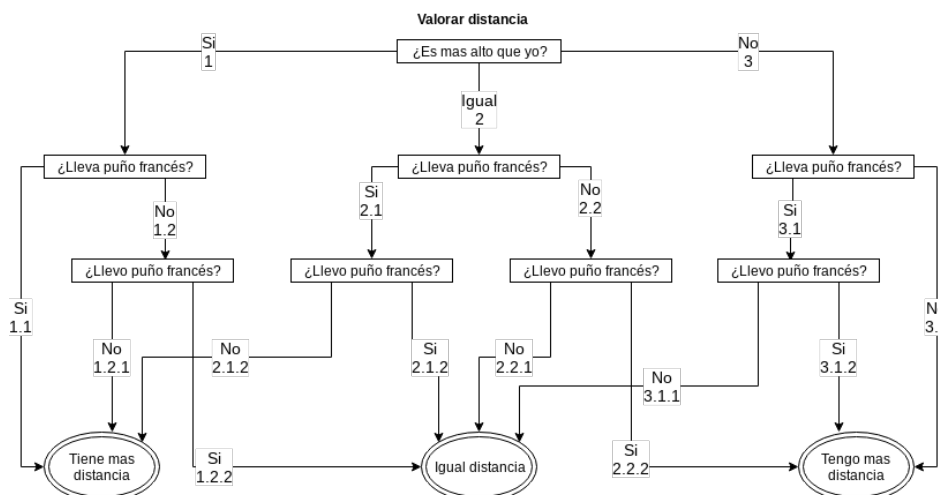 Valorar distancia
¿Es mas alto que yo?
Si
1
Igual
2
No
3
¿Lleva puño francés?
¿Lleva puño francés?
¿Lleva puño francés?
No
1.2
Si
2.1
No
2.2
Si
3.1
¿Llevo puño francés?
¿Llevo puño francés?
¿Llevo puño francés?
¿Llevo puño francés?
Si
1.1
No
1.2.1
No
2.1.2
Si
2.1.2
No
2.2.1
No
3.1.1
Si
3.1.2
N
3.
Si
1.2.2
Si
2.2.2
Tiene mas
distancia
Igual distancia
Tengo mas
distancia